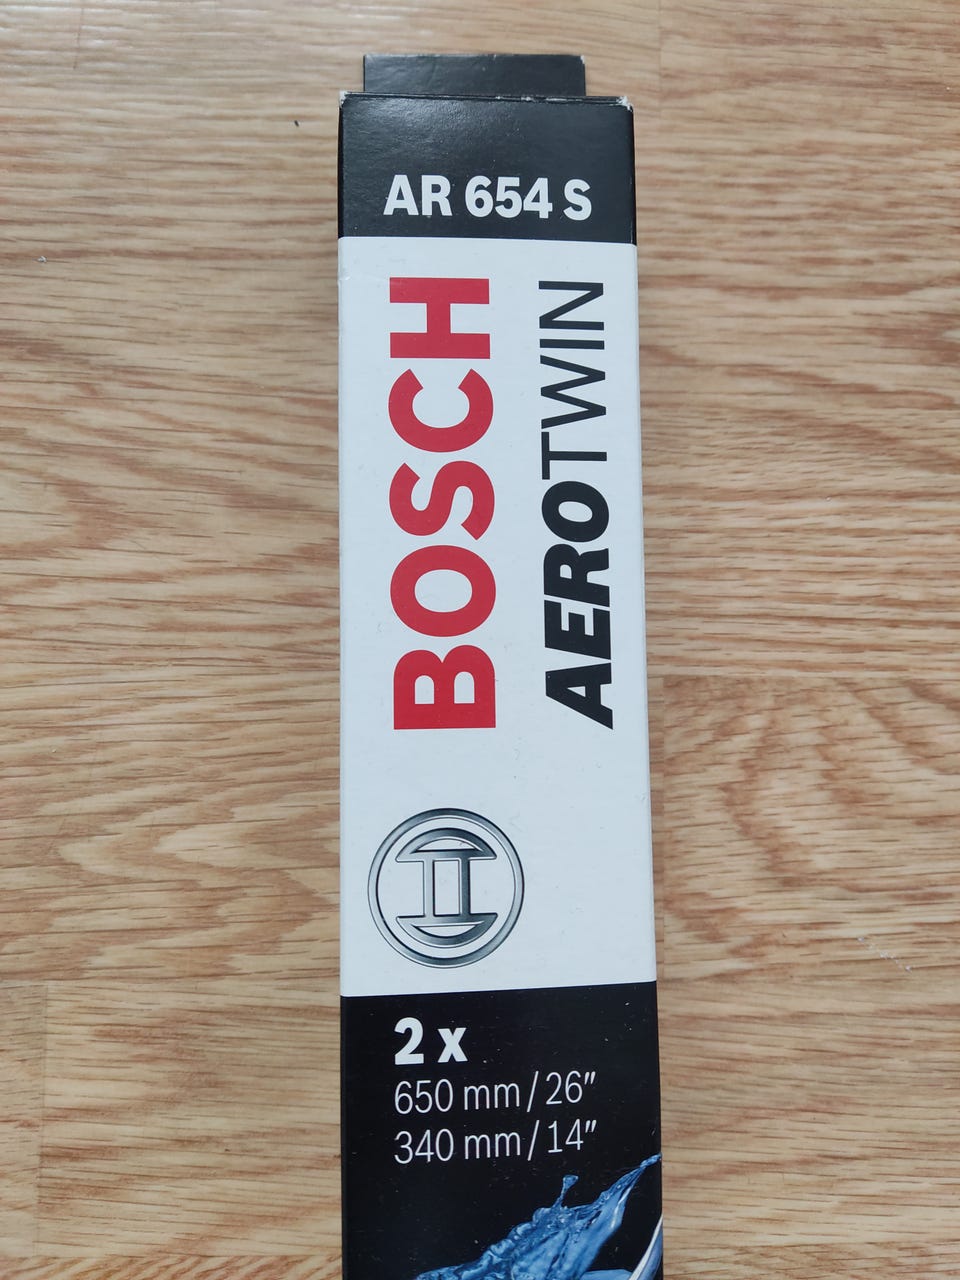 AR 654 S
BOSCH
AEROTWIN
2 x
650 mm / 26"
340 mm / 14"